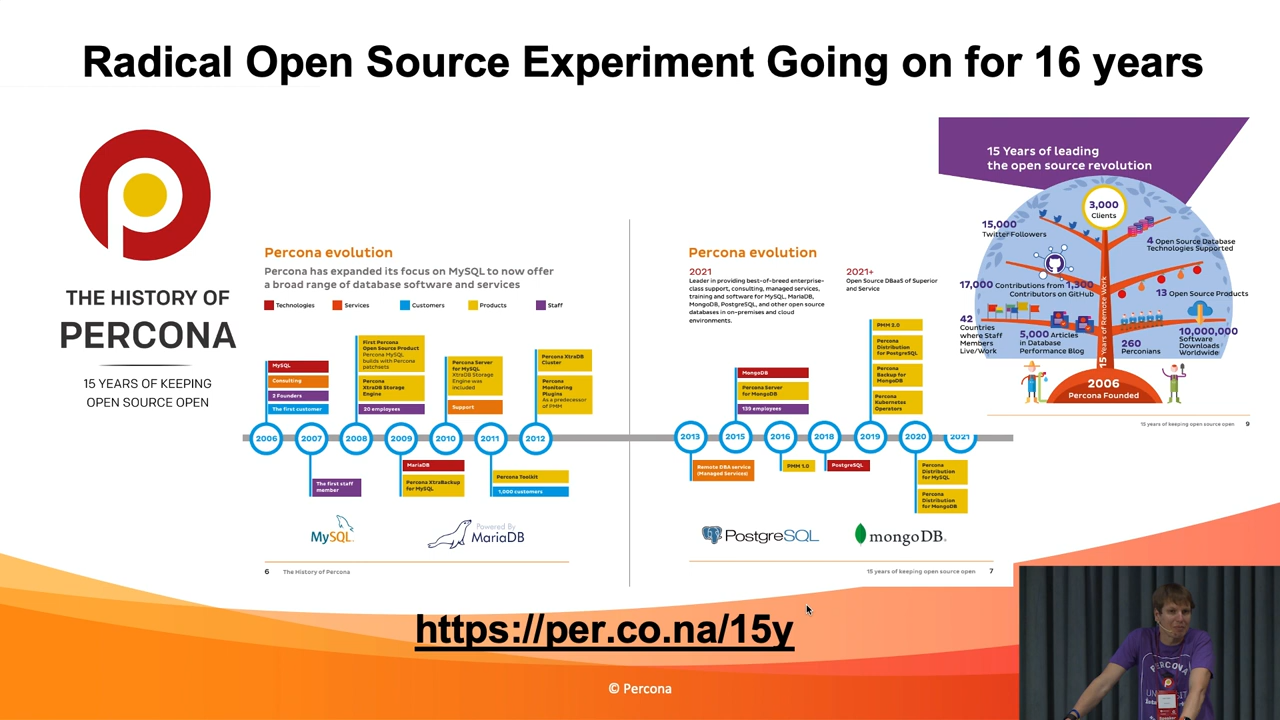 Radical Open Source Experiment Going on for 16 years
THE HISTORY OF
PERCONA
15 YEARS OF KEEPING
OPEN SOURCE OPEN
Percona evolution
Percona has expanded its focus on MySQL to now offer
a broad range of database software and services
Technologies
Services
Customers
Products
Staff
MySQL
Consulting
2 Founders
The first customer
First Percona
Open Source Product
Percona MySQL
builds with Percona
patchsets
Percona
XtraDB Storage
Engine
20 employees
Percona Server
for MySQL
XtraDB Storage
Engine was
included
Support
Percona XtraDB
Cluster
Percona
Monitoring
Plugins
As a predecessor
of PMM
2006
2007
2008
2009
2010
2011
2012
The first staff
member
MariaDB
Percona XtraBackup
for MySQL
Percona Toolkit
1,000 customers
MySQL
Powered By
MariaDB
6 The History of Percona
Percona evolution
2021
Leader in providing best-of-breed enterprise-
class support, consulting, managed services,
training and software for MySQL, MariaDB,
MongoDB, PostgreSQL, and other open source
databases in on-premises and cloud
environments.
2021+
Open Source DBaaS of Superior
and Service
MongoDB
Percona Server
for MongoDB
135 employees
PMM 2.0
Percona
Distribution
for PostgreSQL
Percona
Backup for
MongoDB
Percona
Kubernetes
Operators
2013
2015
2016
2018
2019
2020
2021
Remote DBA service
(Managed Services)
PMM 1.0
PostgreSQL
Percona
Distribution
for MySQL
Percona
Distribution
for MongoDB
PostgreSQL
mongoDB.
15 years of keeping open source open 7
15 Years of leading
the open source revolution
3,000
Clients
15,000
Twitter Followers
4 Open Source Database
Technologies Supported
17,000 Contributions from 1,300
Contributors on GitHub
13 Open Source Products
42
Countries
where Staff
Members
Live/Work
5,000 Articles
in Database
Performance Blog
15 Years of Remote Work
260
Perconians
10,000,000
Software
Downloads
Worldwide
2006
Percona Founded
15 years of keeping open source open 9
https://per.co.na/15y
© Percona
PERCONA